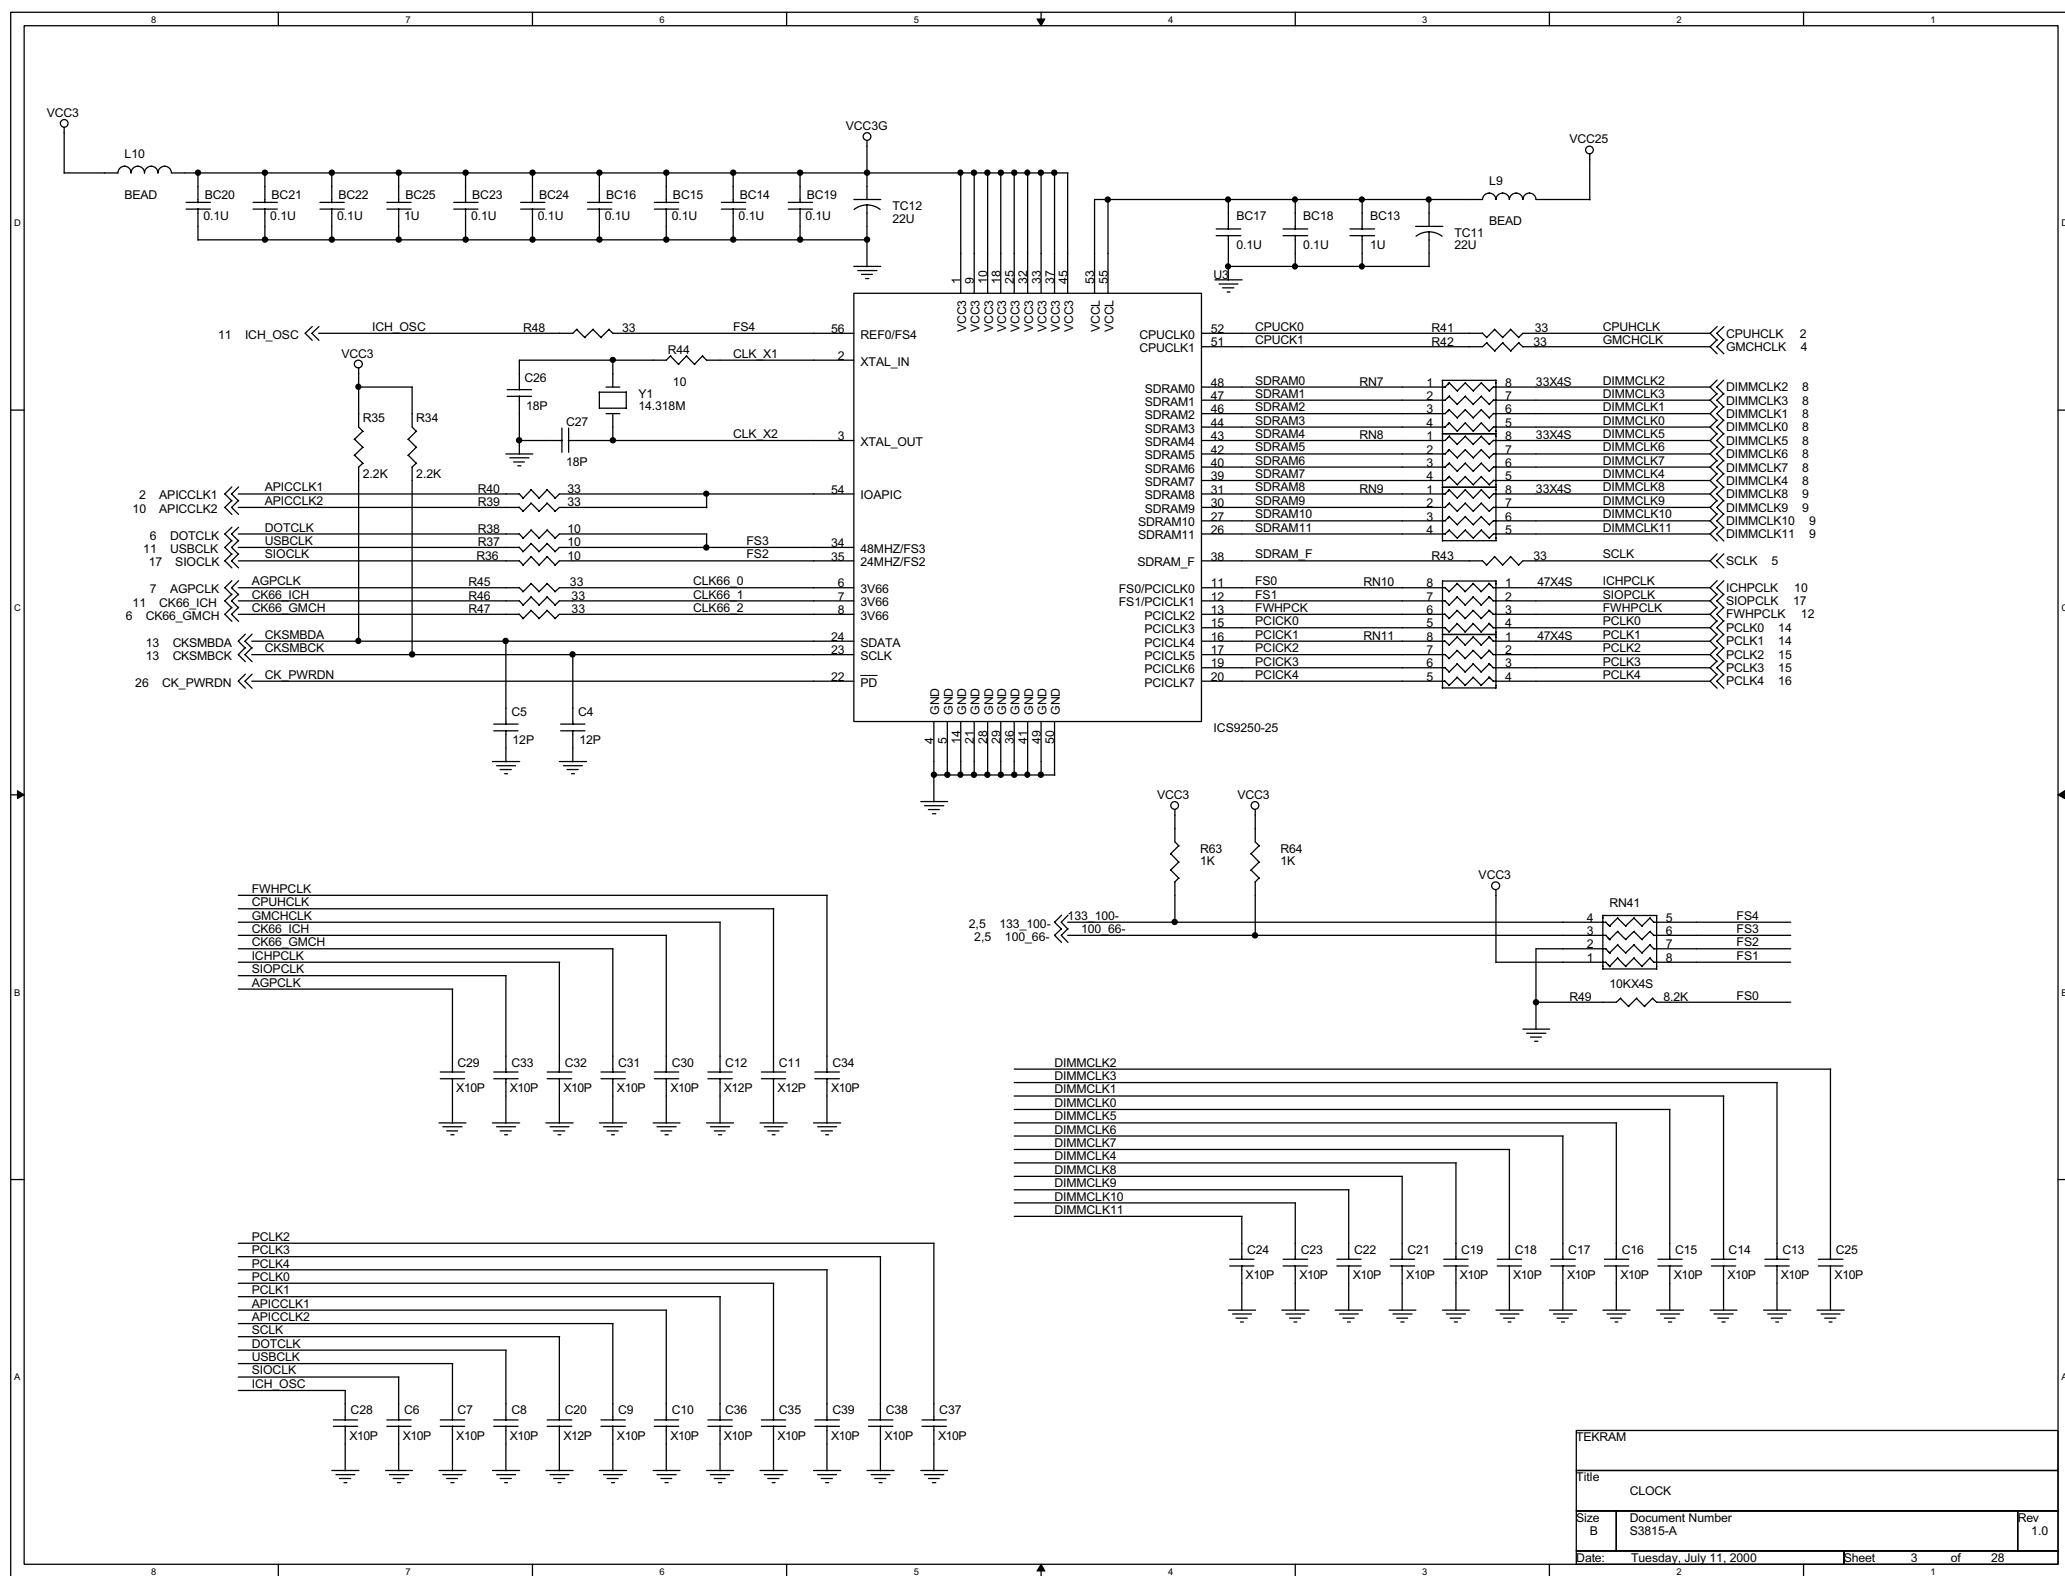 8 7 6 5 4 3 2 1
VCC3
VCC3G
VCC25
L10
BEAD
BC20 BC21 BC22 BC25 BC23 BC24 BC16 BC15 BC14 BC19
0.1U 0.1U 0.1U 1U 0.1U 0.1U 0.1U 0.1U 0.1U 0.1U
TC12
22U
L9
BEAD
BC17 BC18 BC13
0.1U 0.1U 1U
TC11
22U
D D
U3
1 9 10 18 25 32 33 37 45 53 55
VCC3 VCC3 VCC3 VCC3 VCC3 VCC3 VCC3 VCC3 VCC3 VCCL VCCL
11 ICH_OSC ICH_OSC R48 33 FS4 56 REF0/FS4
VCC3
R44 CLK_X1 2 XTAL_IN
10
C26
18P
Y1
14.318M
C27
18P
CLK_X2 3 XTAL_OUT
R35 R34
2.2K 2.2K
2 APICCLK1 APICCLK1 R40 33 54 IOAPIC
10 APICCLK2 APICCLK2 R39 33
6 DOTCLK DOTCLK R38 10
11 USBCLK USBCLK R37 10 FS3 34 48MHZ/FS3
17 SIOCLK SIOCLK R36 10 FS2 35 24MHZ/FS2
7 AGPCLK AGPCLK R45 33 CLK66_0 6 3V66
11 CK66_ICH CK66_ICH R46 33 CLK66_1 7 3V66
6 CK66_GMCH CK66_GMCH R47 33 CLK66_2 8 3V66
13 CKSMBDA CKSMBDA 24 SDATA
13 CKSMBCK CKSMBCK 23 SCLK
26 CK_PWRDN CK_PWRDN 22 PD
C5 C4
12P 12P
CPUCLK0 52 CPUCK0 R41 33 CPUHCLK CPUHCLK 2
CPUCLK1 51 CPUCK1 R42 33 GMCHCLK GMCHCLK 4
SDRAM0 48 SDRAM0 RN7 1 8 33X4S DIMMCLK2 DIMMCLK2 8
SDRAM1 47 SDRAM1 2 7 DIMMCLK3 DIMMCLK3 8
SDRAM2 46 SDRAM2 3 6 DIMMCLK1 DIMMCLK1 8
SDRAM3 44 SDRAM3 4 5 DIMMCLK0 DIMMCLK0 8
SDRAM4 43 SDRAM4 RN8 1 8 33X4S DIMMCLK5 DIMMCLK5 8
SDRAM5 42 SDRAM5 2 7 DIMMCLK6 DIMMCLK6 8
SDRAM6 40 SDRAM6 3 6 DIMMCLK7 DIMMCLK7 8
SDRAM7 39 SDRAM7 4 5 DIMMCLK4 DIMMCLK4 8
SDRAM8 31 SDRAM8 RN9 1 8 33X4S DIMMCLK8 DIMMCLK8 9
SDRAM9 30 SDRAM9 2 7 DIMMCLK9 DIMMCLK9 9
SDRAM10 27 SDRAM10 3 6 DIMMCLK10 DIMMCLK10 9
SDRAM11 26 SDRAM11 4 5 DIMMCLK11 DIMMCLK11 9
SDRAM_F 38 SDRAM_F R43 33 SCLK SCLK 5
FS0/PCICLK0 11 FS0 RN10 8 1 47X4S ICHPCLK ICHPCLK 10
FS1/PCICLK1 12 FS1 7 2 SIOPCLK SIOPCLK 17
PCICLK2 13 FWHPCK 6 3 FWHPCLK FWHPCLK 12
PCICLK3 15 PCICK0 5 4 PCLK0 PCLK0 14
PCICLK4 16 PCICK1 RN11 8 1 47X4S PCLK1 PCLK1 14
PCICLK5 17 PCICK2 7 2 PCLK2 PCLK2 15
PCICLK6 19 PCICK3 6 3 PCLK3 PCLK3 15
PCICLK7 20 PCICK4 5 4 PCLK4 PCLK4 16
GND GND GND GND GND GND GND GND GND GND
4 5 14 21 28 29 36 41 49 50
ICS9250-25
C C
VCC3 VCC3
R63 R64
1K 1K
VCC3
RN41
2,5 133_100- 133_100- 4 5 FS4
2,5 100_66- 100_66- 3 6 FS3
2 7 FS2
1 8 FS1
10KX4S
R49 8.2K FS0
B B
FWHPCLK
CPUHCLK
GMCHCLK
CK66_ICH
CK66_GMCH
ICHPCLK
SIOPCLK
AGPCLK
C29 C33 C32 C31 C30 C12 C11 C34
X10P X10P X10P X10P X10P X12P X12P X10P
DIMMCLK2
DIMMCLK3
DIMMCLK1
DIMMCLK0
DIMMCLK5
DIMMCLK6
DIMMCLK7
DIMMCLK4
DIMMCLK8
DIMMCLK9
DIMMCLK10
DIMMCLK11
C24 C23 C22 C21 C19 C18 C17 C16 C15 C14 C13 C25
X10P X10P X10P X10P X10P X10P X10P X10P X10P X10P X10P X10P
PCLK2
PCLK3
PCLK4
PCLK0
PCLK1
APICCLK1
APICCLK2
SCLK
DOTCLK
USBCLK
SIOCLK
ICH_OSC
A A
C28 C6 C7 C8 C20 C9 C10 C36 C35 C39 C38 C37
X10P X10P X10P X10P X12P X10P X10P X10P X10P X10P X10P X10P
TEKRAM
Title
CLOCK
Size Document Number Rev
B S3815-A 1.0
Date: Tuesday, July 11, 2000 Sheet 3 of 28
8 7 6 5 4 3 2 1